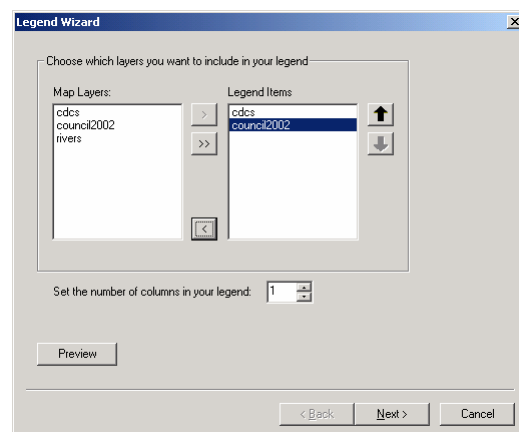 Legend Wizard
Choose which layers you want to include in your legend
Map Layers:
cdcs
council2002
rivers
>
>>
<
Legend Items
cdcs
council2002
Set the number of columns in your legend: 1
Preview
< Back
Next >
Cancel